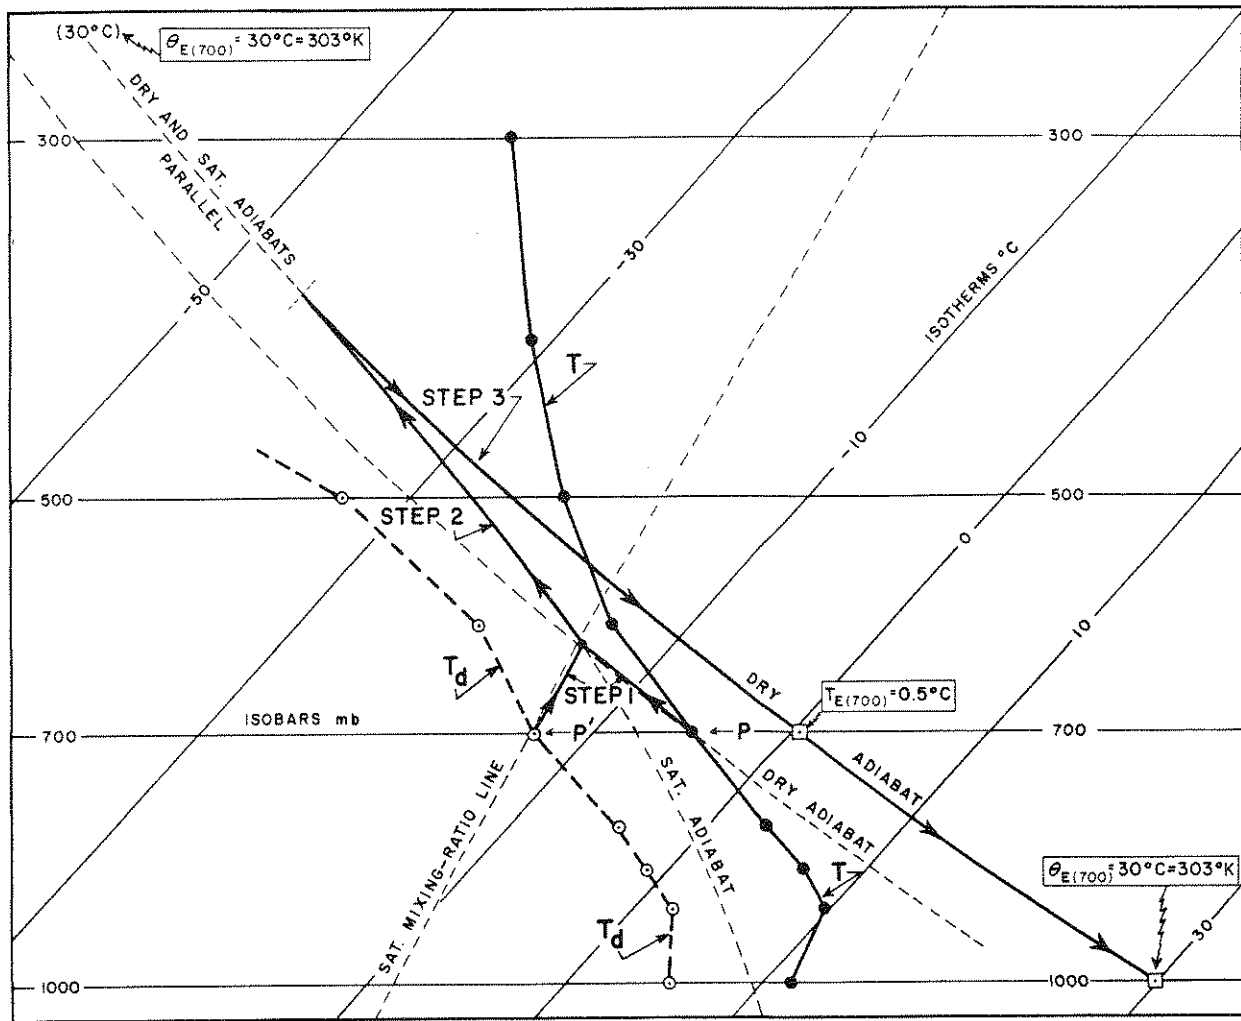 (30°C)
θE(700) = 30°C = 303°K
DRY AND SAT. ADIABATS
PARALLEL
300
300
-50
-30
ISOTHERMS °C
T
STEP 3
-10
500
500
STEP 2
0
10
Td
STEP 1
DRY
TE(700) = 0.5°C
ISOBARS mb
700
P'
P
700
ADIABAT
SAT. ADIABAT
DRY ADIABAT
SAT. MIXING-RATIO LINE
T
θE(700) = 30°C = 303°K
Td
30
1000
1000